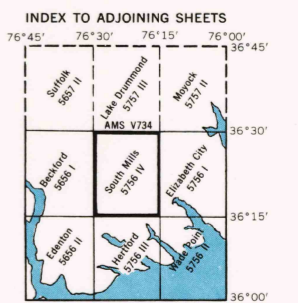 INDEX TO ADJOINING SHEETS
76°45' 76°30' 76°15' 76°00'
36°45'
Suffolk
5657 II
Lake Drummond
5757 III
Moyock
5757 II
AMS V734
36°30'
Beckford
5656 I
South Mills
5756 IV
Elizabeth City
5756 I
36°15'
Edenton
5656 II
Hertford
5756 III
Wade Point
5756 II
36°00'